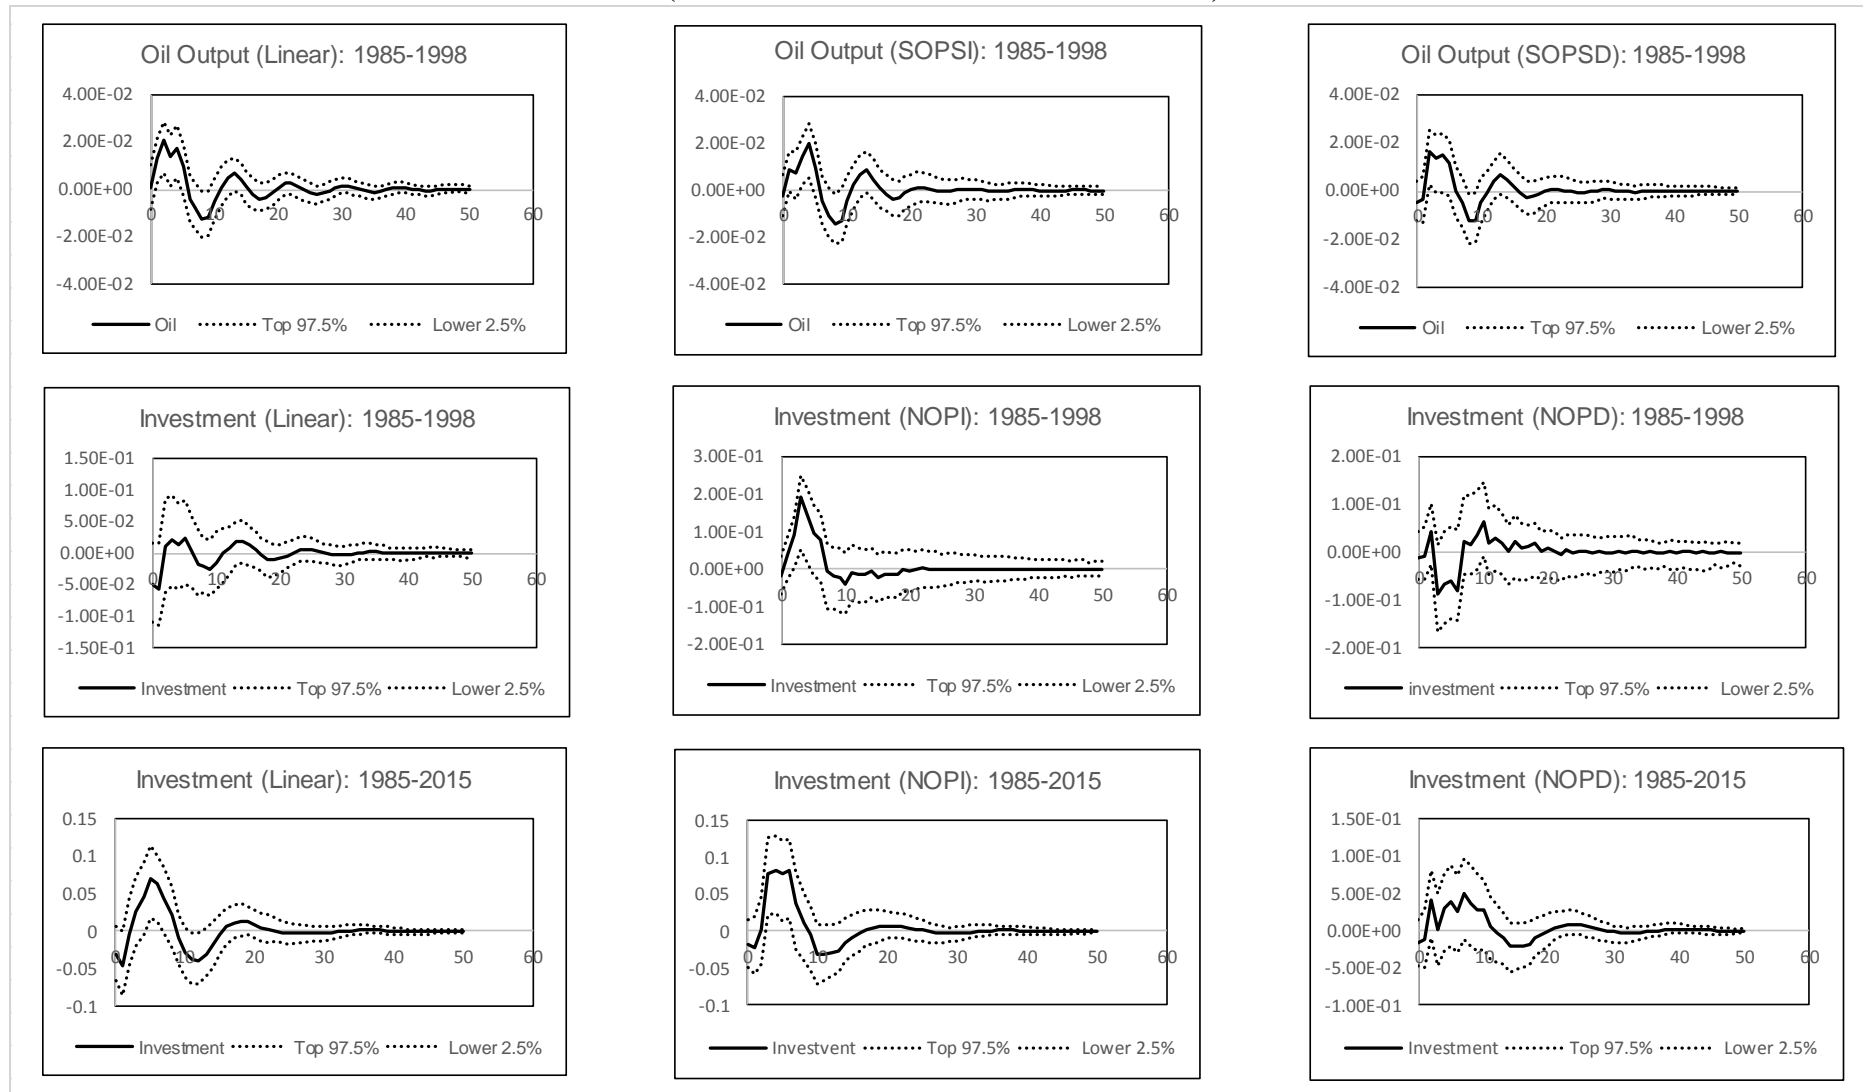 Oil Output (Linear): 1985-1998
4.00E-02
2.00E-02
0.00E+00
-2.00E-02
-4.00E-02
0 10 20 30 40 50 60
Oil Top 97.5% Lower 2.5%
Oil Output (SOPSI): 1985-1998
4.00E-02
2.00E-02
0.00E+00
-2.00E-02
-4.00E-02
0 10 20 30 40 50 60
Oil Top 97.5% Lower 2.5%
Oil Output (SOPSD): 1985-1998
4.00E-02
2.00E-02
0.00E+00
-2.00E-02
-4.00E-02
0 10 20 30 40 50 60
Oil Top 97.5% Lower 2.5%
Investment (Linear): 1985-1998
1.50E-01
1.00E-01
5.00E-02
0.00E+00
-5.00E-02
-1.00E-01
-1.50E-01
0 10 20 30 40 50 60
Investment Top 97.5% Lower 2.5%
Investment (NOPI): 1985-1998
3.00E-01
2.00E-01
1.00E-01
0.00E+00
-1.00E-01
-2.00E-01
0 10 20 30 40 50 60
Investment Top 97.5% Lower 2.5%
Investment (NOPD): 1985-1998
2.00E-01
1.00E-01
0.00E+00
-1.00E-01
-2.00E-01
0 10 20 30 40 50 60
investment Top 97.5% Lower 2.5%
Investment (Linear): 1985-2015
0.15
0.1
0.05
0
-0.05
-0.1
0 10 20 30 40 50 60
Investment Top 97.5% Lower 2.5%
Investment (NOPI): 1985-2015
0.15
0.1
0.05
0
-0.05
-0.1
0 10 20 30 40 50 60
Investvent Top 97.5% Lower 2.5%
Investment (NOPD): 1985-2015
1.50E-01
1.00E-01
5.00E-02
0.00E+00
-5.00E-02
-1.00E-01
0 10 20 30 40 50 60
Investment Top 97.5% Lower 2.5%